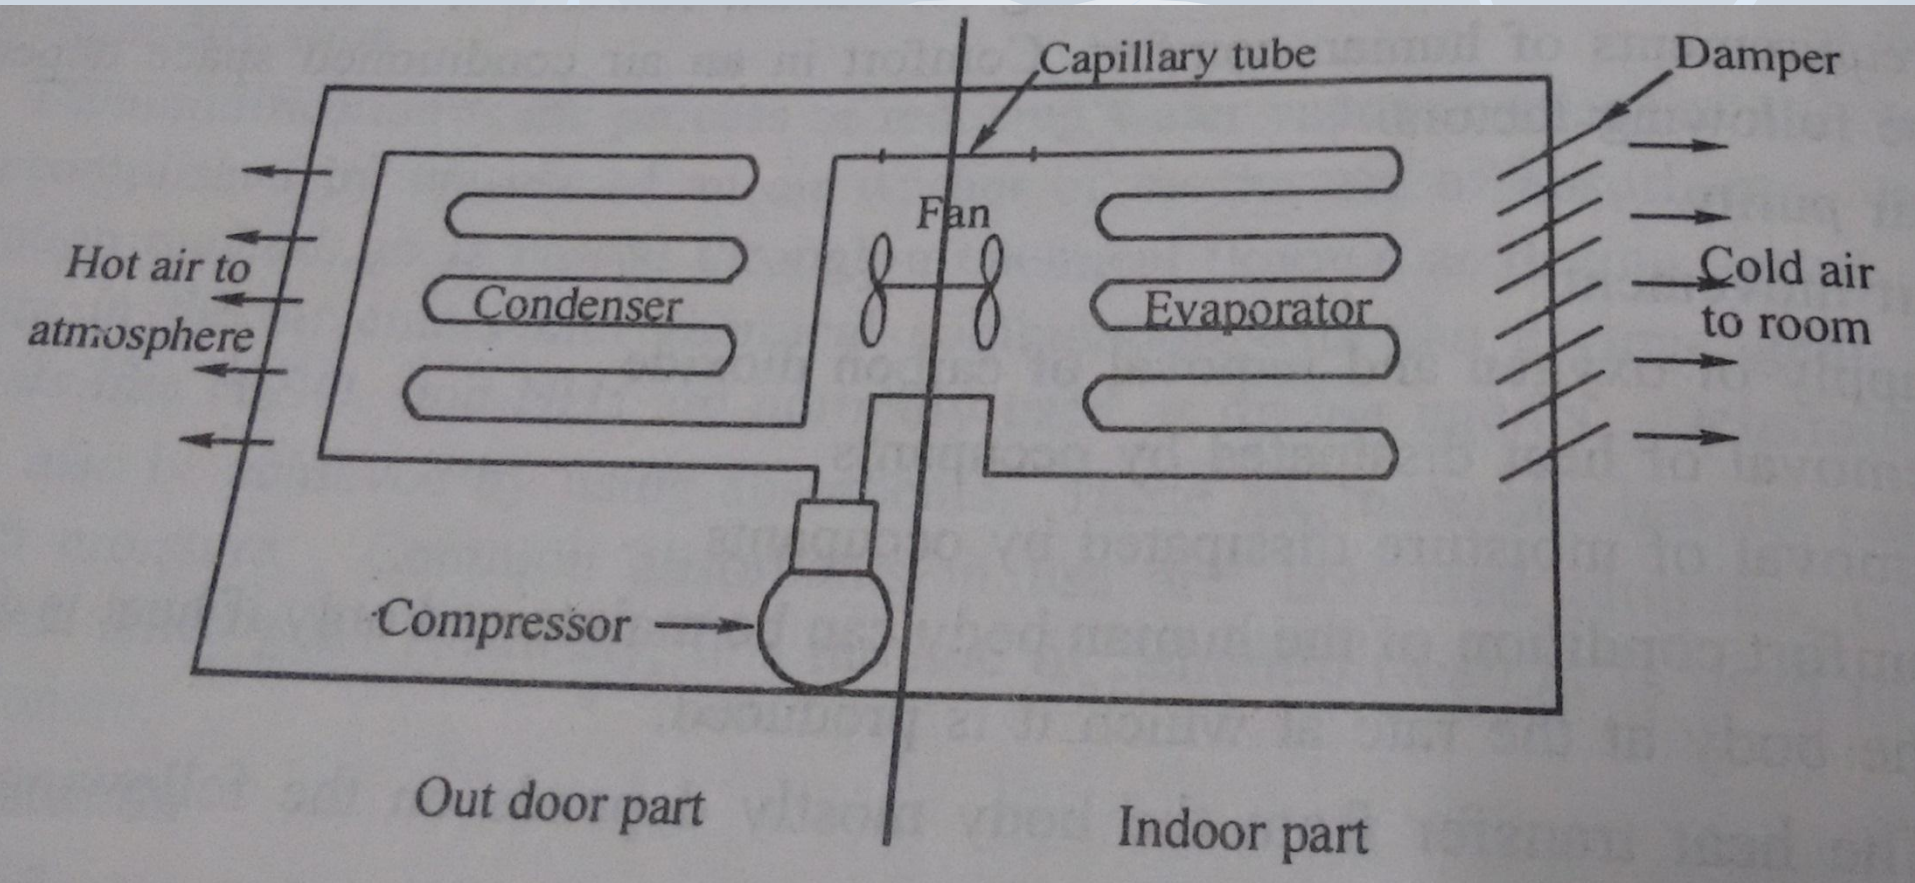 Capillary tube
Damper
Fan
Hot air to
atmosphere
Condenser
Evaporator
Cold air
to room
Compressor
Out door part
Indoor part